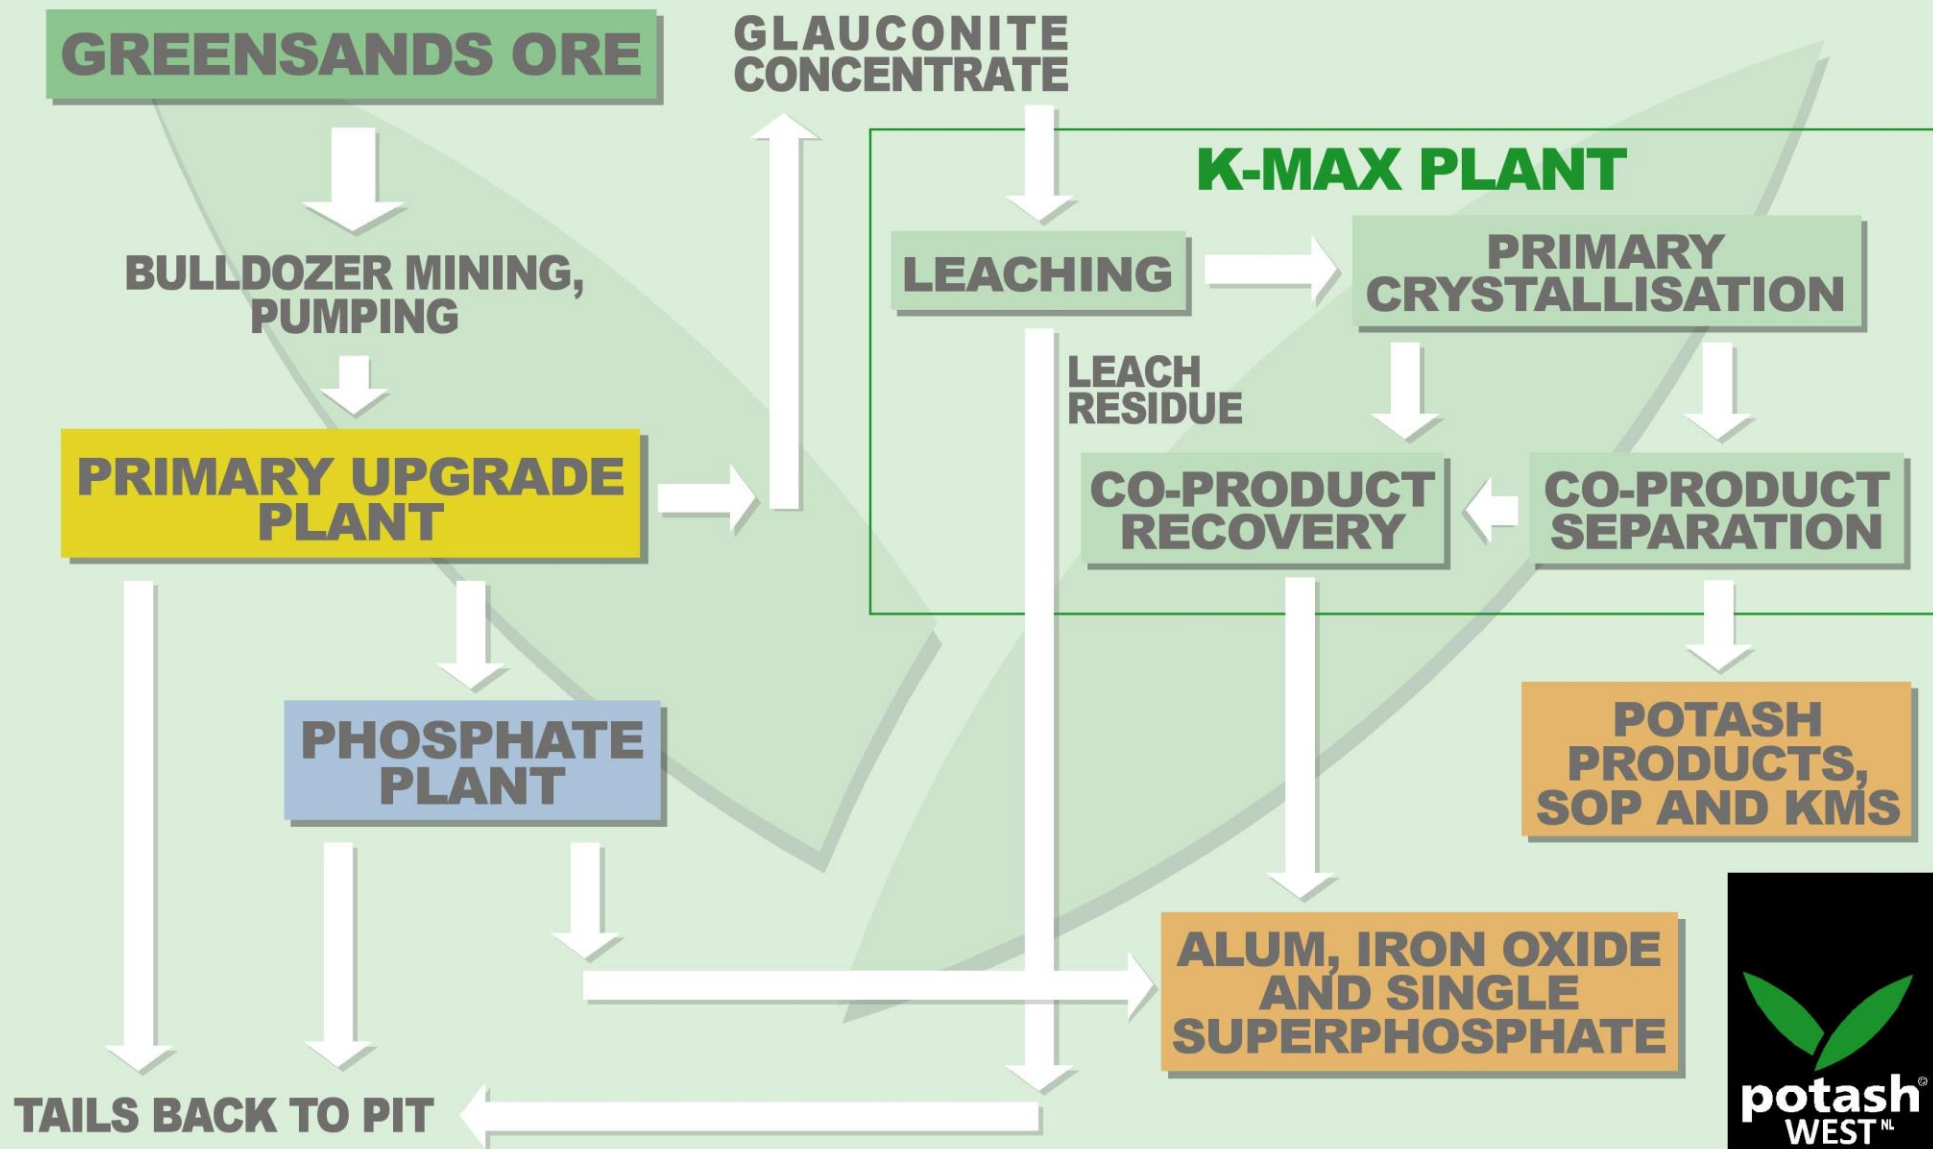 GREENSANDS ORE
GLAUCONITE
CONCENTRATE
K-MAX PLANT
BULLDOZER MINING,
PUMPING
LEACHING
PRIMARY
CRYSTALLISATION
LEACH
RESIDUE
PRIMARY UPGRADE
PLANT
CO-PRODUCT
RECOVERY
CO-PRODUCT
SEPARATION
PHOSPHATE
PLANT
POTASH
PRODUCTS,
SOP AND KMS
ALUM, IRON OXIDE
AND SINGLE
SUPERPHOSPHATE
TAILS BACK TO PIT
potash©
WEST NL